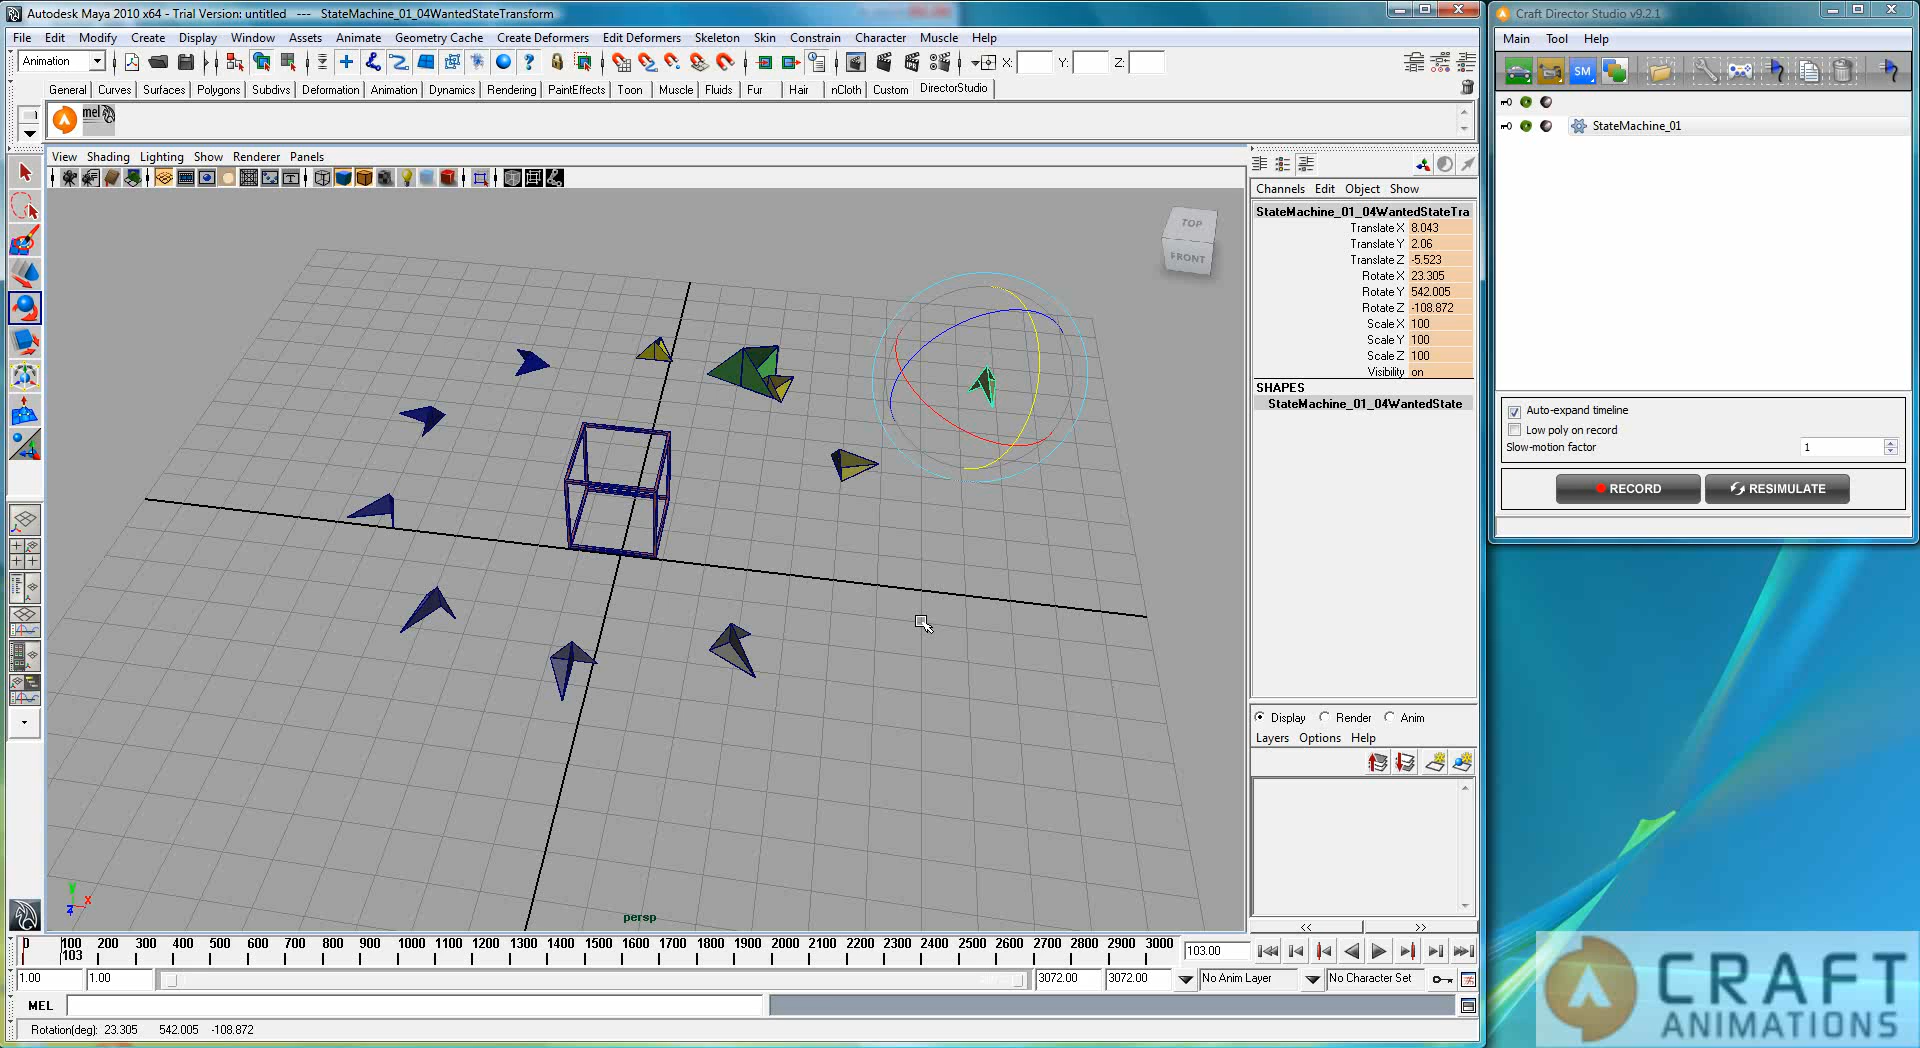 Autodesk Maya 2010 x64 - Trial Version: untitled --- StateMachine_01_04WantedStateTransform
File Edit Modify Create Display Window Assets Animate Geometry Cache Create Deformers Edit Deformers Skeleton Skin Constrain Character Muscle Help
Animation X: Y: Z:
General Curves Surfaces Polygons Subdivs Deformation Animation Dynamics Rendering PaintEffects Toon Muscle Fluids Fur Hair nCloth Custom DirectorStudio
mel
View Shading Lighting Show Renderer Panels
TOP
FRONT
persp
y
x
z
Channels Edit Object Show
StateMachine_01_04WantedStateTra
Translate X 8.043
Translate Y 2.06
Translate Z -5.523
Rotate X 23.305
Rotate Y 542.005
Rotate Z -108.872
Scale X 100
Scale Y 100
Scale Z 100
Visibility on
SHAPES
StateMachine_01_04WantedState
Display Render Anim
Layers Options Help
<< >>
100 200 300 400 500 600 700 800 900 1000 1100 1200 1300 1400 1500 1600 1700 1800 1900 2000 2100 2200 2300 2400 2500 2600 2700 2800 2900 3000
103
103.00
1.00 1.00 3072.00 3072.00 No Anim Layer No Character Set
MEL
Rotation(deg): 23.305 542.005 -108.872
Craft Director Studio v9.2.1
Main Tool Help
SM
StateMachine_01
Auto-expand timeline
Low poly on record
Slow-motion factor 1
RECORD RESIMULATE
CRAFT
ANIMATIONS